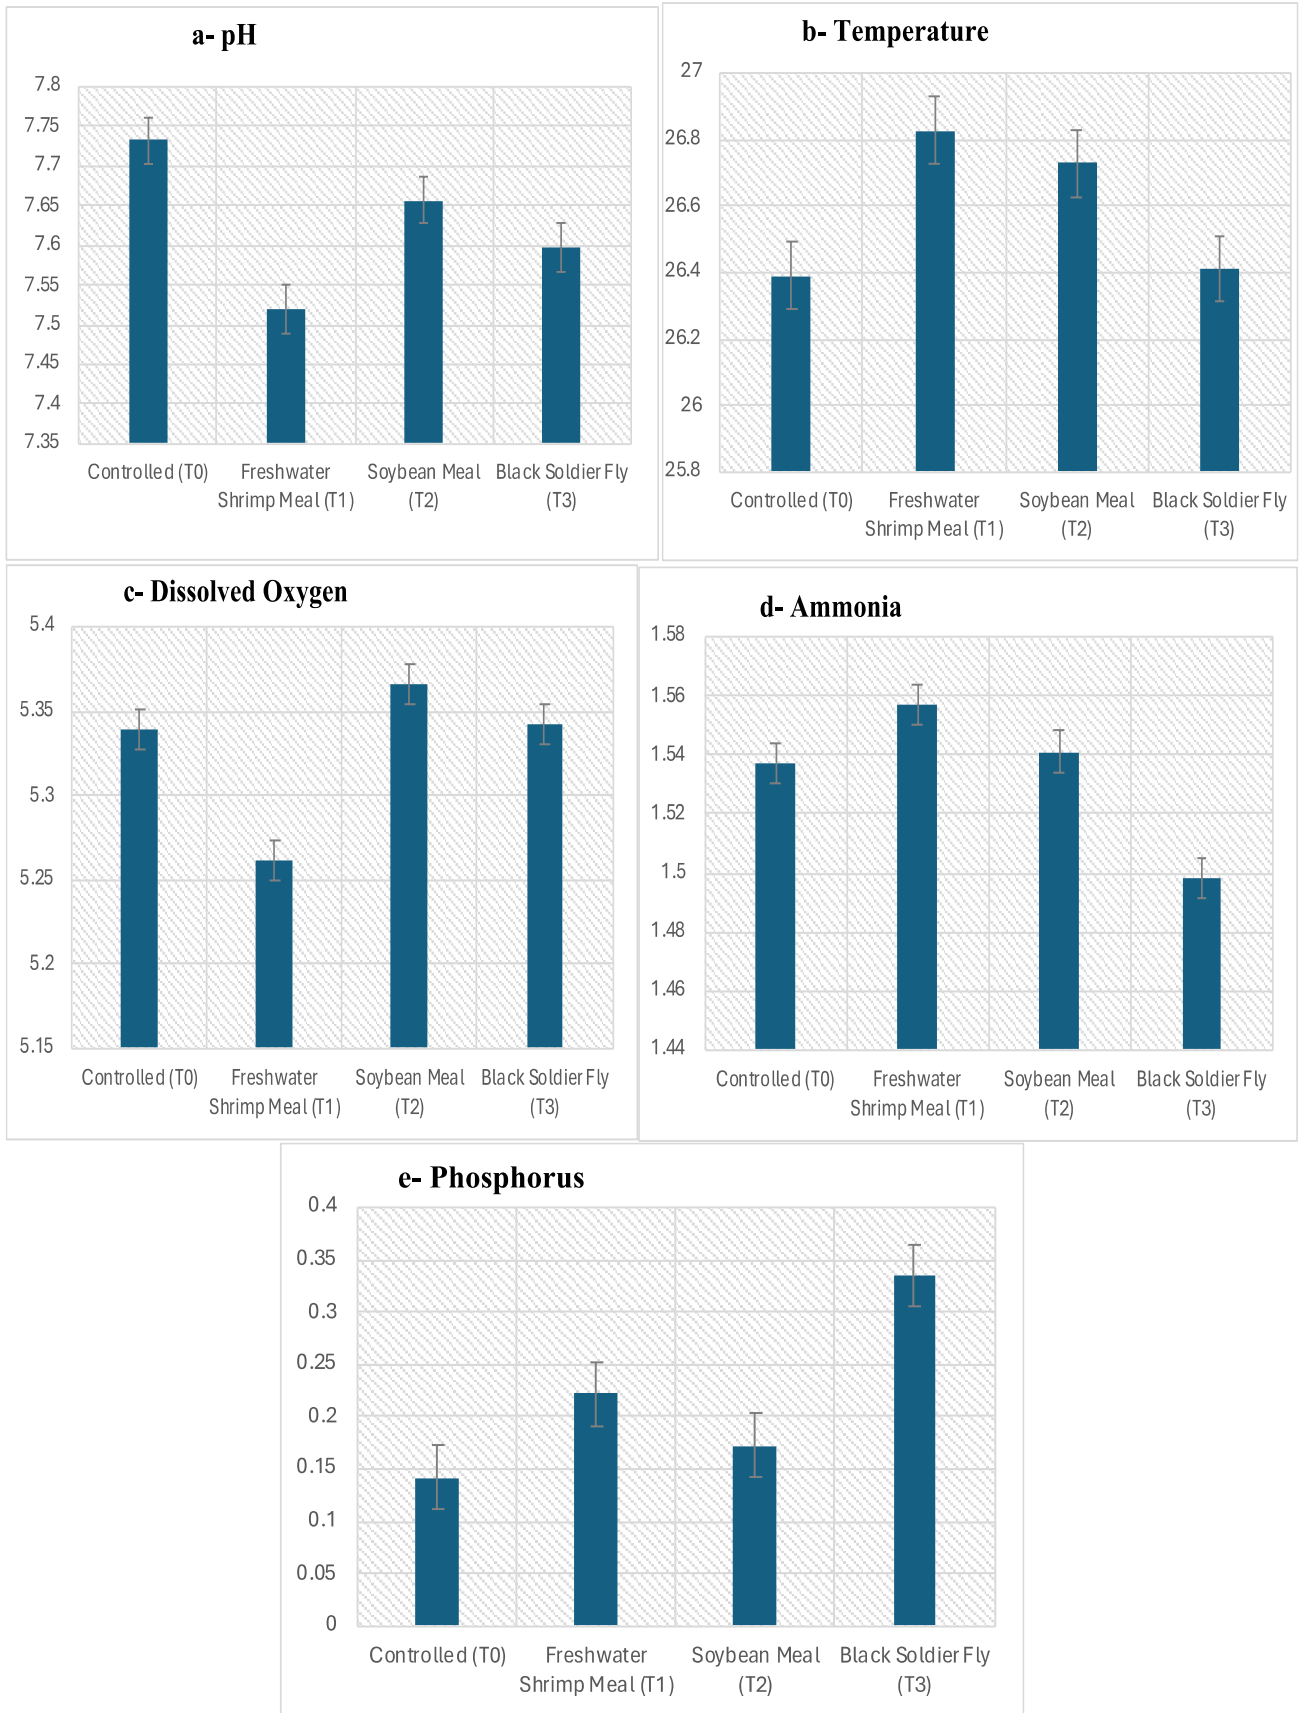 a- pH
7.8
7.75
7.7
7.65
7.6
7.55
7.5
7.45
7.4
7.35
Controlled (T0)
Freshwater
Shrimp Meal (T1)
Soybean Meal
(T2)
Black Soldier Fly
(T3)
b- Temperature
27
26.8
26.6
26.4
26.2
26
25.8
Controlled (T0)
Freshwater
Shrimp Meal (T1)
Soybean Meal
(T2)
Black Soldier Fly
(T3)
c- Dissolved Oxygen
5.4
5.35
5.3
5.25
5.2
5.15
Controlled (T0)
Freshwater
Shrimp Meal (T1)
Soybean Meal
(T2)
Black Soldier Fly
(T3)
d- Ammonia
1.58
1.56
1.54
1.52
1.5
1.48
1.46
1.44
Controlled (T0)
Freshwater
Shrimp Meal (T1)
Soybean Meal
(T2)
Black Soldier Fly
(T3)
e- Phosphorus
0.4
0.35
0.3
0.25
0.2
0.15
0.1
0.05
0
Controlled (T0)
Freshwater
Shrimp Meal (T1)
Soybean Meal
(T2)
Black Soldier Fly
(T3)